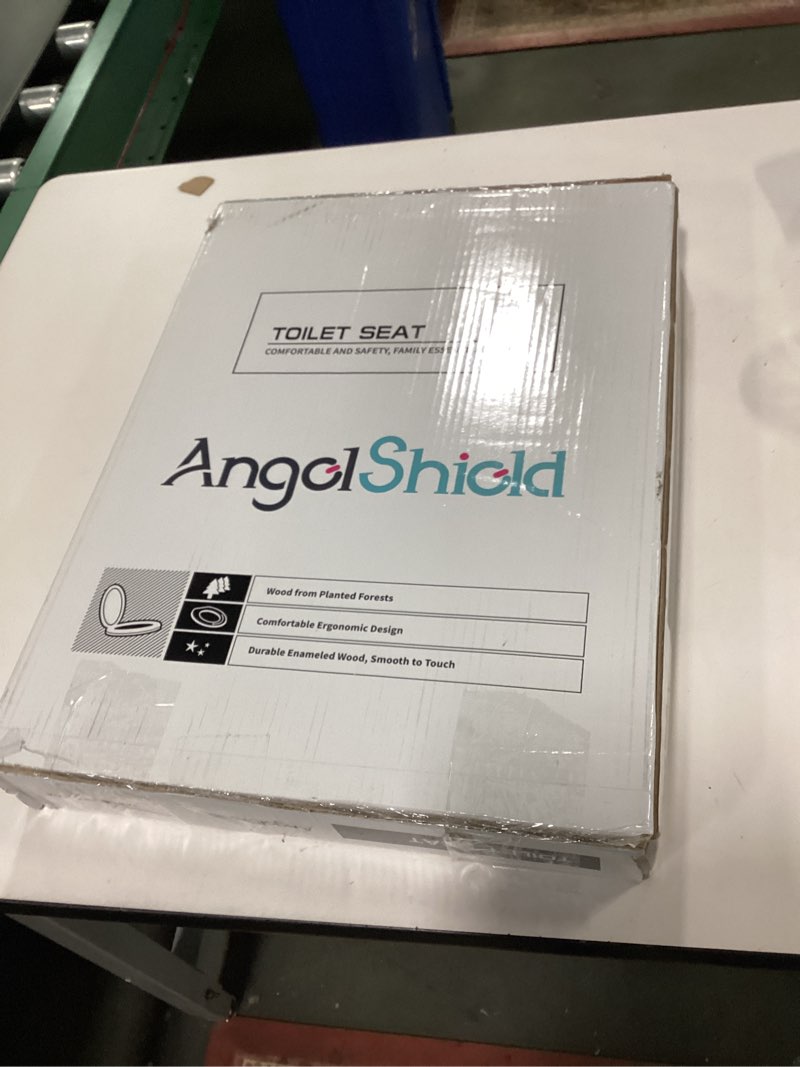 TOILET SEAT
COMFORTABLE AND SAFETY, FAMILY
AngelShield
Wood from Planted Forests
Comfortable Ergonomic Design
Durable Enameled Wood, Smooth to Touch